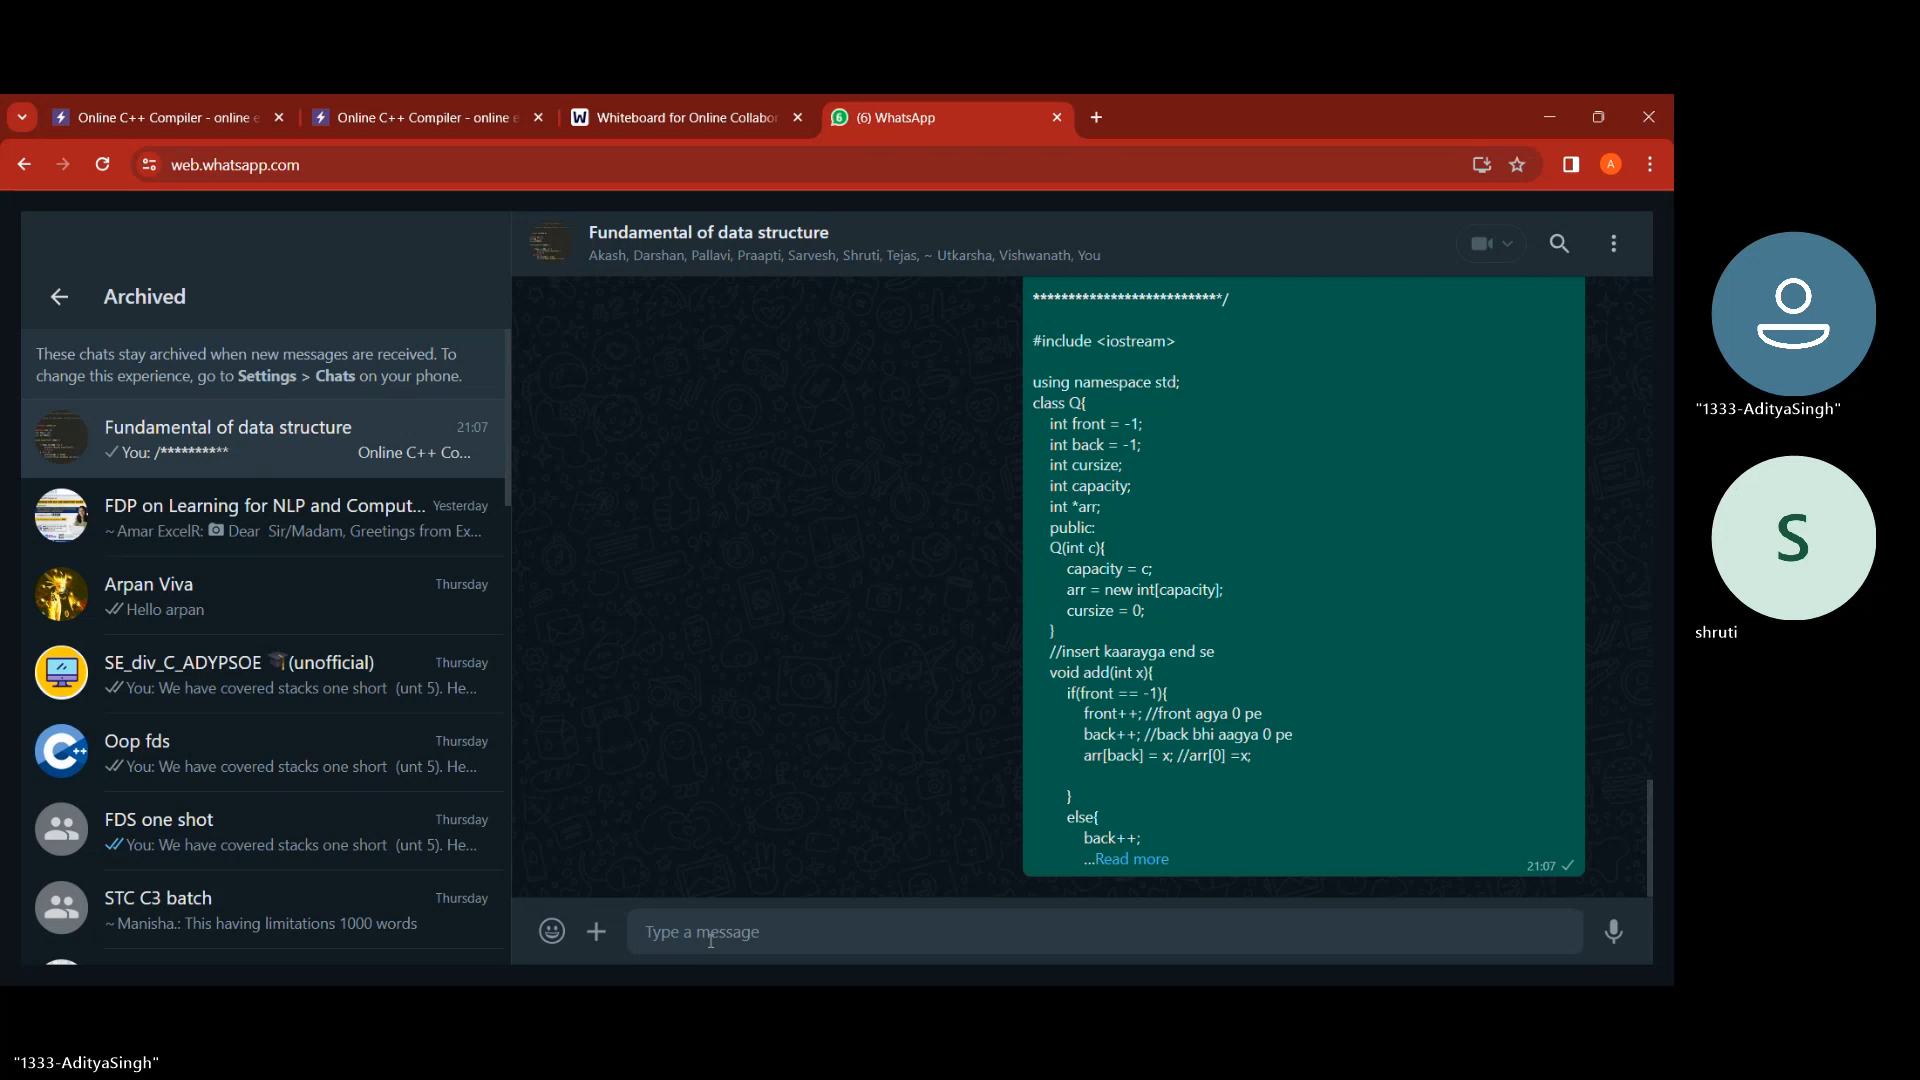 Online C++ Compiler - online e
Online C++ Compiler - online e
Whiteboard for Online Collabor
(6) WhatsApp
web.whatsapp.com
A
Archived
These chats stay archived when new messages are received. To
change this experience, go to Settings > Chats on your phone.
Fundamental of data structure 21:07
You: /********** Online C++ Co...
FDP on Learning for NLP and Comput... Yesterday
~ Amar ExcelR: Dear Sir/Madam, Greetings from Ex...
Arpan Viva Thursday
Hello arpan
SE_div_C_ADYPSOE 🎓(unofficial) Thursday
You: We have covered stacks one short (unt 5). He...
Oop fds Thursday
You: We have covered stacks one short (unt 5). He...
FDS one shot Thursday
You: We have covered stacks one short (unt 5). He...
STC C3 batch Thursday
~ Manisha.: This having limitations 1000 words
Fundamental of data structure
Akash, Darshan, Pallavi, Praapti, Sarvesh, Shruti, Tejas, ~ Utkarsha, Vishwanath, You
***************************/
#include <iostream>
using namespace std;
class Q{
int front = -1;
int back = -1;
int cursize;
int capacity;
int *arr;
public:
Q(int c){
capacity = c;
arr = new int[capacity];
cursize = 0;
}
//insert kaarayga end se
void add(int x){
if(front == -1){
front++; //front agya 0 pe
back++; //back bhi aagya 0 pe
arr[back] = x; //arr[0] =x;
}
else{
back++;
...Read more
21:07
Type a message
"1333-AdityaSingh"
S
shruti
"1333-AdityaSingh"